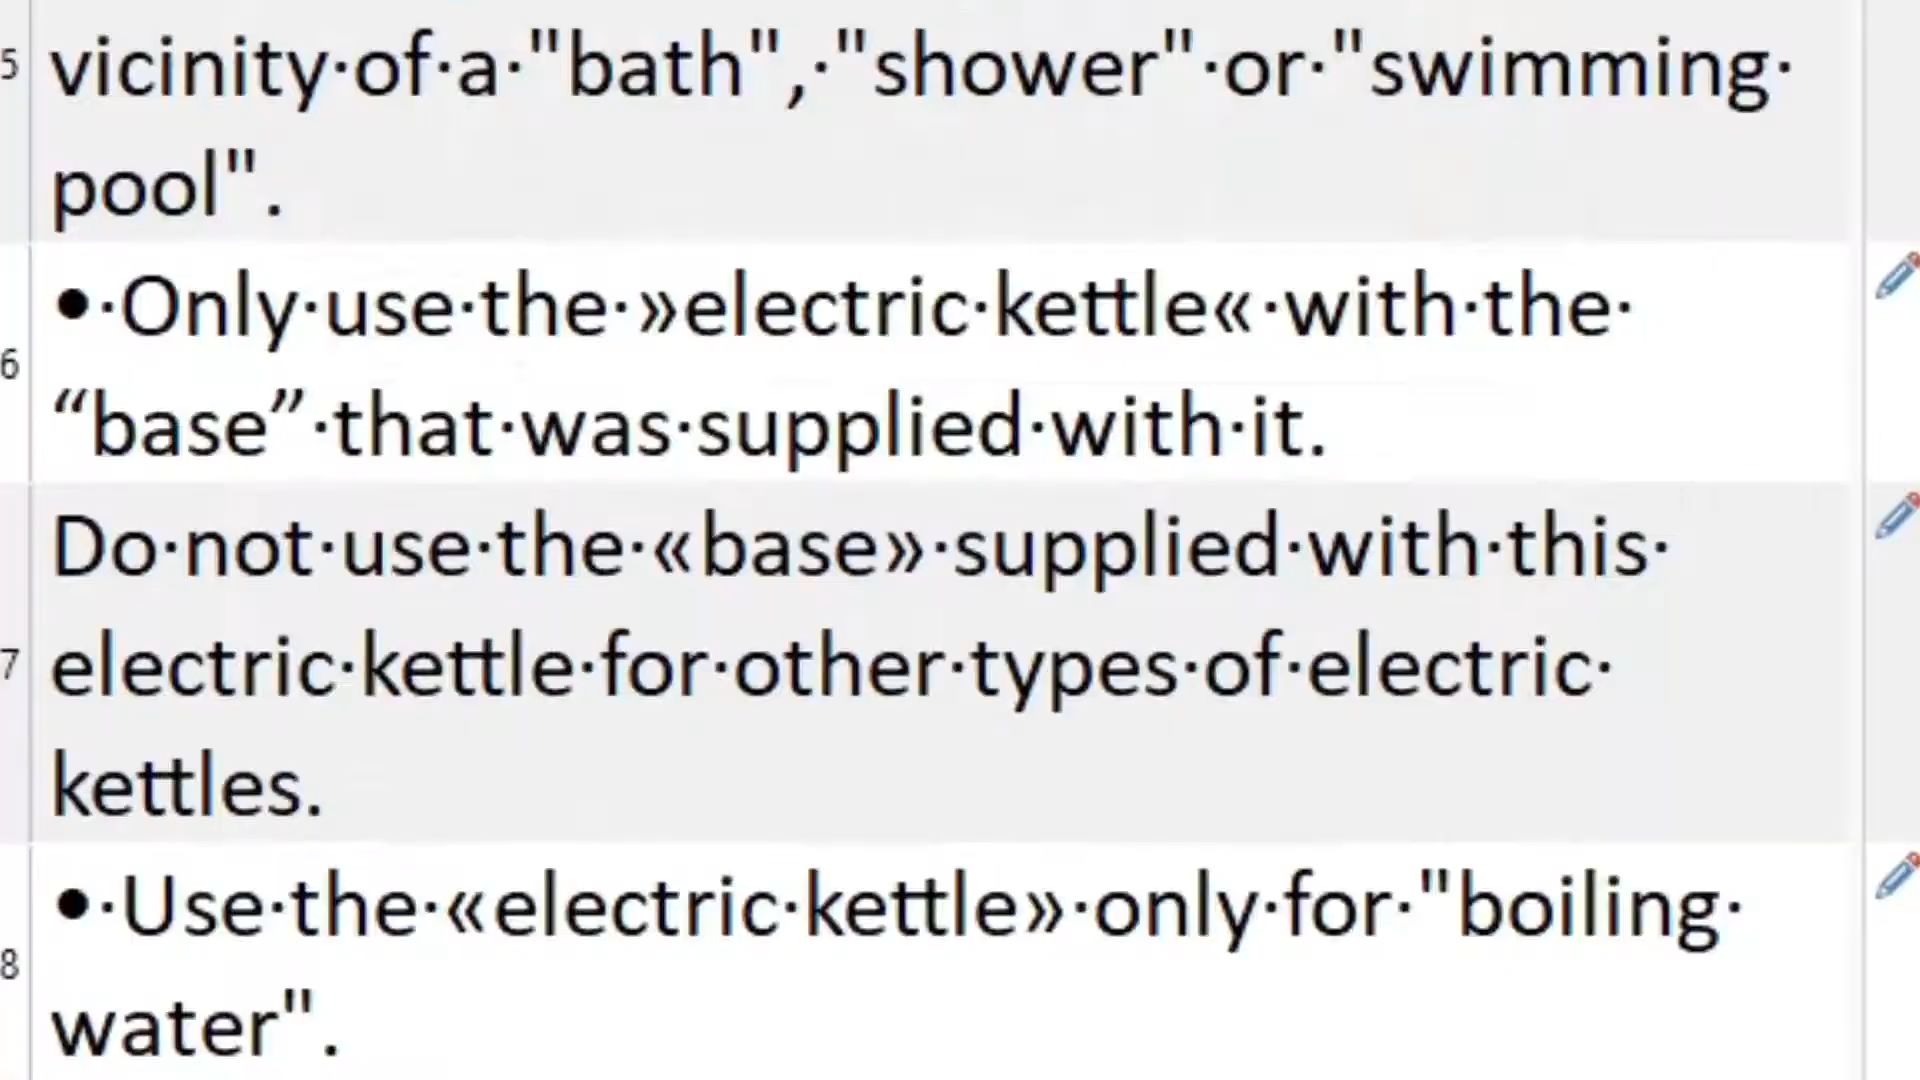 5
vicinity·of·a·"bath",·"shower"·or·"swimming·
pool".
6
•·Only·use·the·»electric·kettle«·with·the·
“base”·that·was·supplied·with·it.
7
Do·not·use·the·«base»·supplied·with·this·
electric·kettle·for·other·types·of·electric·
kettles.
8
•·Use·the·«electric·kettle»·only·for·"boiling·
water".